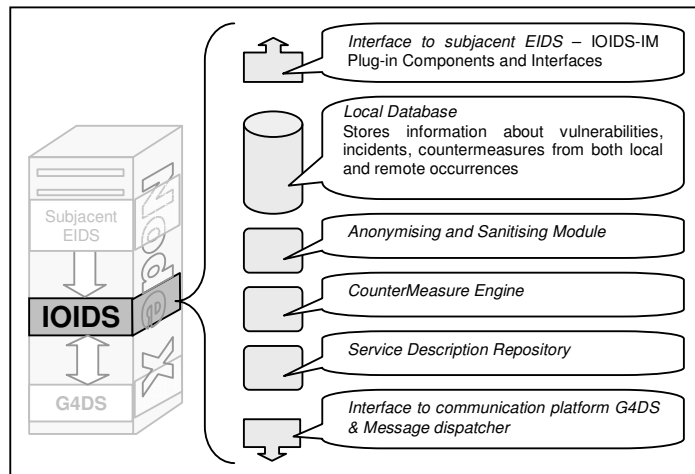 Subjacent
EIDS
IOIDS
G4DS
Interface to subjacent EIDS – IOIDS-IM
Plug-in Components and Interfaces
Local Database
Stores information about vulnerabilities,
incidents, countermeasures from both local
and remote occurrences
Anonymising and Sanitising Module
CounterMeasure Engine
Service Description Repository
Interface to communication platform G4DS
& Message dispatcher